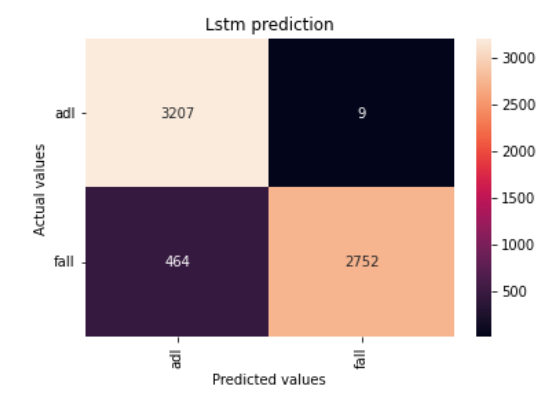 Lstm prediction
adl
3207
9
fall
464
2752
Actual values
adl
fall
Predicted values
3000
2500
2000
1500
1000
500